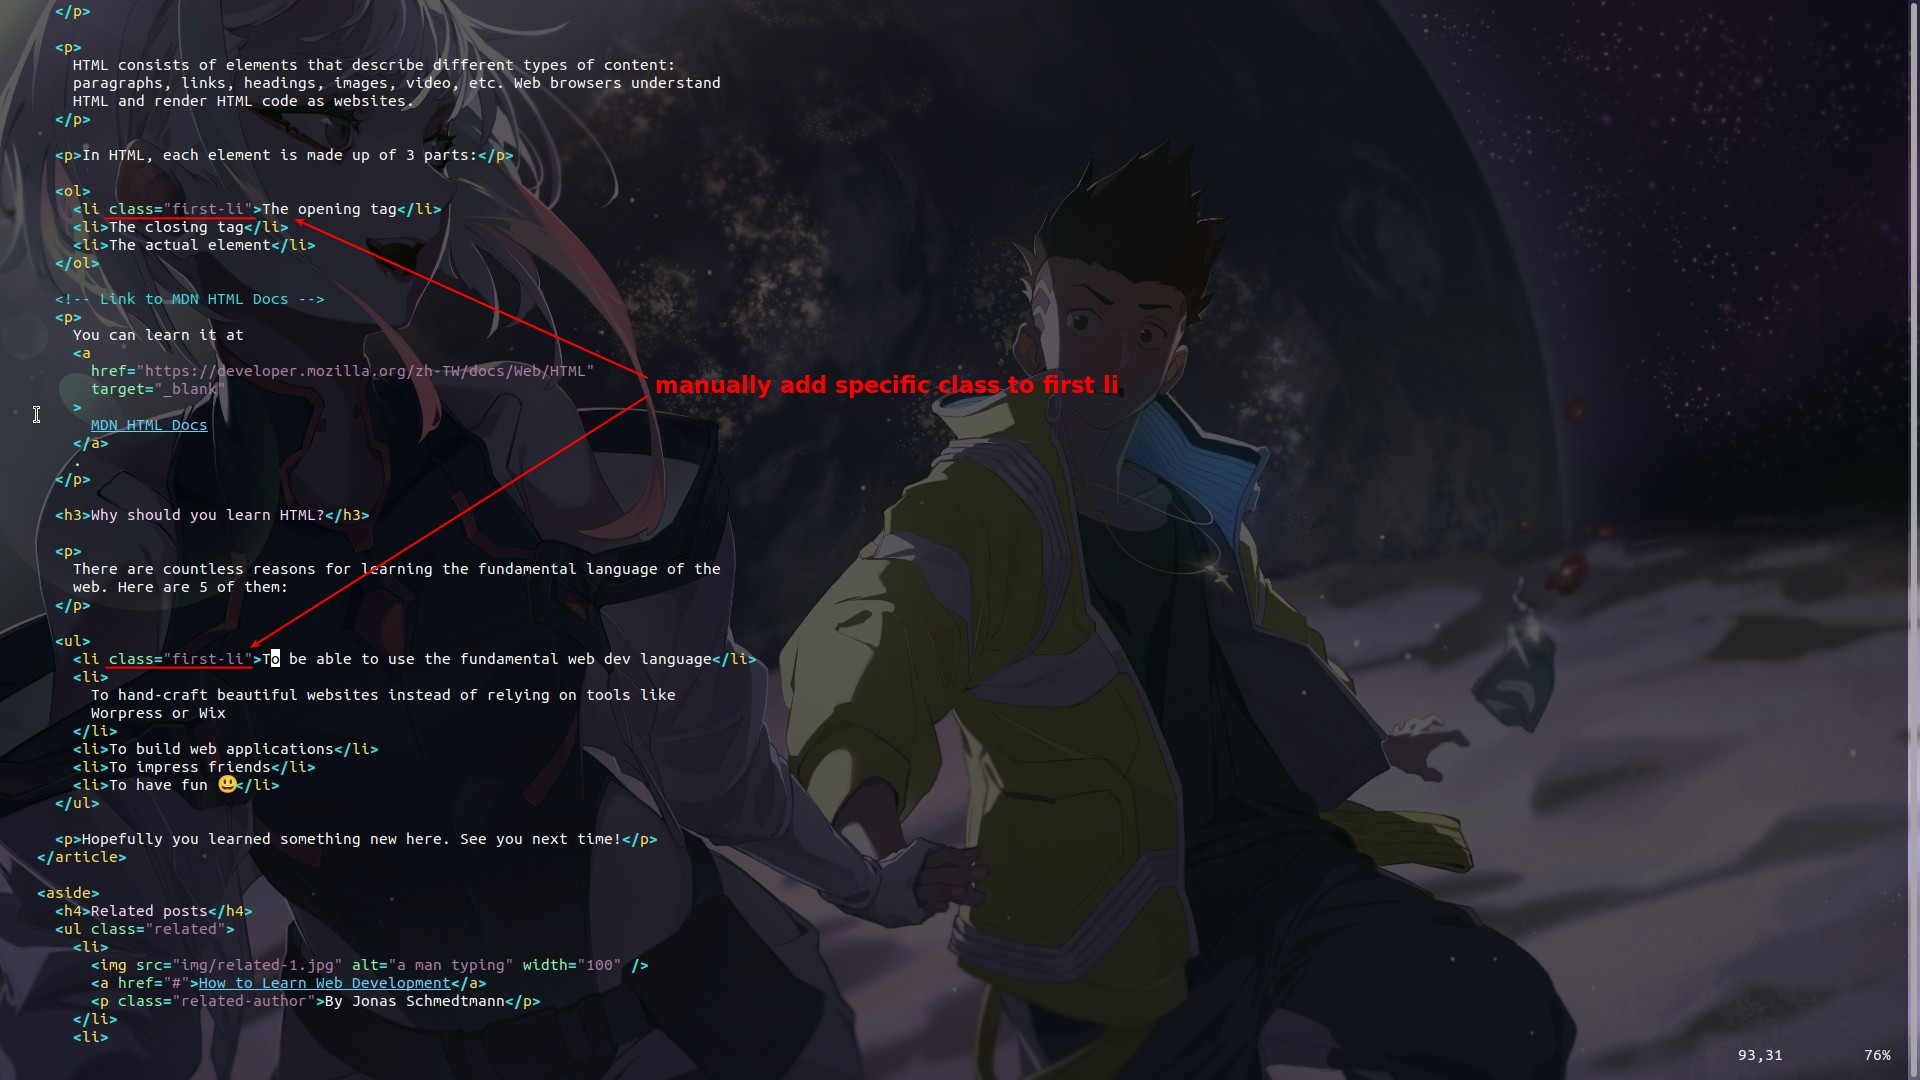 </p>
<p>
HTML consists of elements that describe different types of content:
paragraphs, links, headings, images, video, etc. Web browsers understand
HTML and render HTML code as websites.
</p>
<p>In HTML, each element is made up of 3 parts:</p>
<ol>
<li class="first-li">The opening tag</li>
<li>The closing tag</li>
<li>The actual element</li>
</ol>
<!-- Link to MDN HTML Docs -->
<p>
You can learn it at
<a
href="https://developer.mozilla.org/zh-TW/docs/Web/HTML"
target="_blank"
manually add specific class to first li
>
MDN HTML Docs
</a>
.
</p>
<h3>Why should you learn HTML?</h3>
<p>
There are countless reasons for learning the fundamental language of the
web. Here are 5 of them:
</p>
<ul>
<li class="first-li">To be able to use the fundamental web dev language</li>
<li>
To hand-craft beautiful websites instead of relying on tools like
Worpress or Wix
</li>
<li>To build web applications</li>
<li>To impress friends</li>
<li>To have fun 😃</li>
</ul>
<p>Hopefully you learned something new here. See you next time!</p>
</article>
<aside>
<h4>Related posts</h4>
<ul class="related">
<li>
<img src="img/related-1.jpg" alt="a man typing" width="100" />
<a href="#">How to Learn Web Development</a>
<p class="related-author">By Jonas Schmedtmann</p>
</li>
<li>
93,31 76%